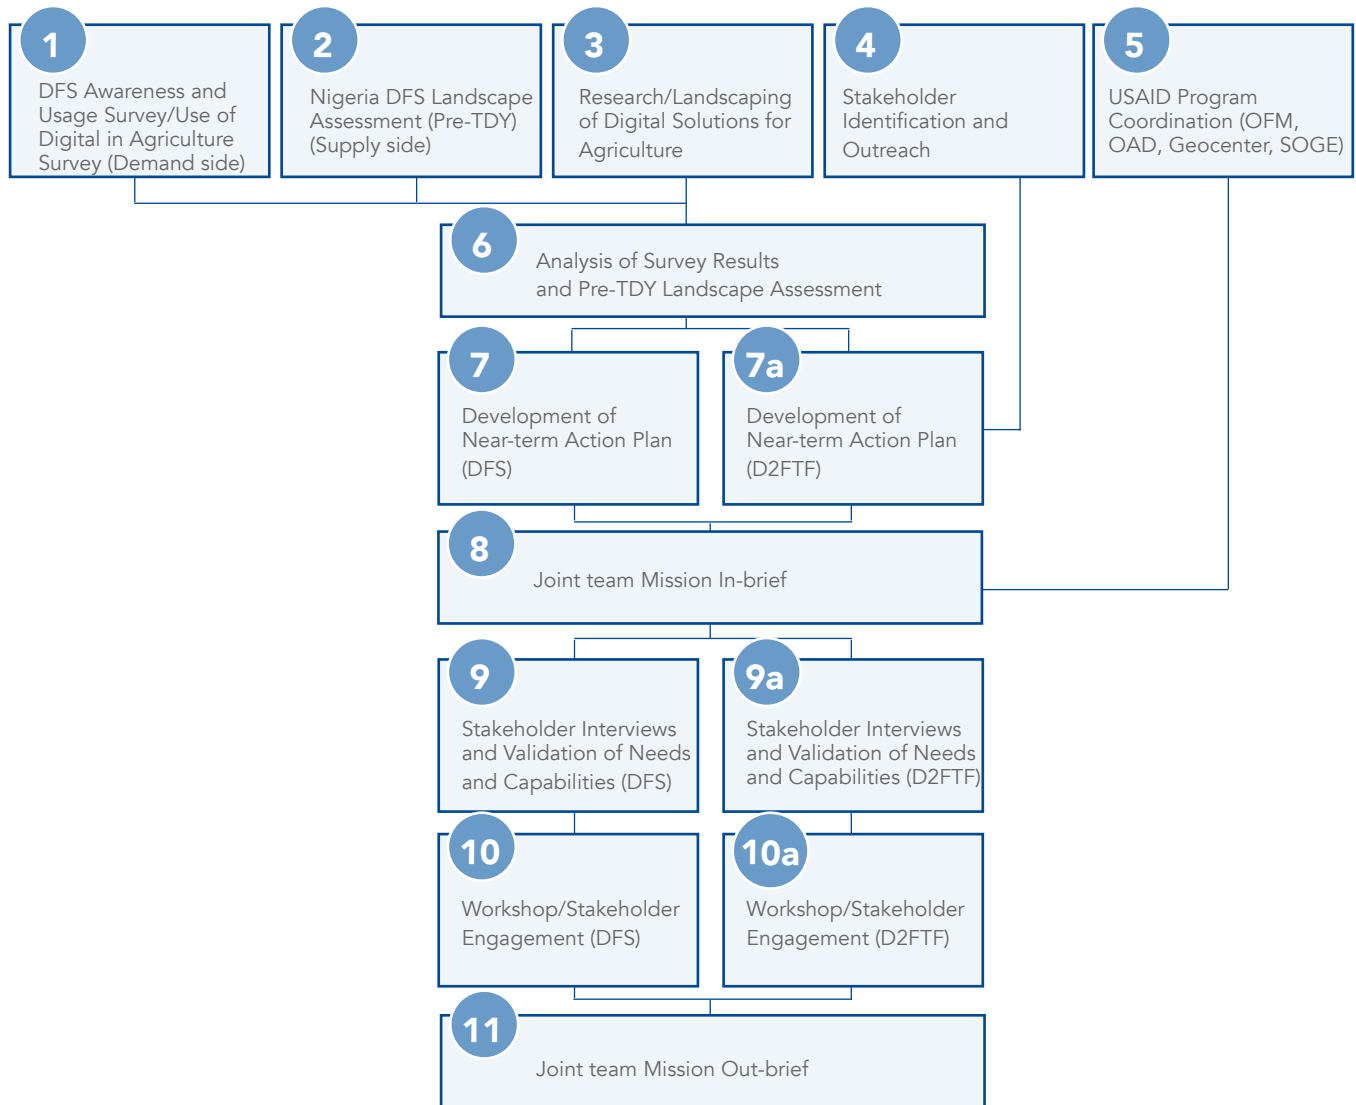 1
DFS Awareness and
Usage Survey/Use of
Digital in Agriculture
Survey (Demand side)
2
Nigeria DFS Landscape
Assessment (Pre-TDY)
(Supply side)
3
Research/Landscaping
of Digital Solutions for
Agriculture
4
Stakeholder
Identification and
Outreach
5
USAID Program
Coordination (OFM,
OAD, Geocenter, SOGE)
6
Analysis of Survey Results
and Pre-TDY Landscape Assessment
7
Development of
Near-term Action Plan
(DFS)
7a
Development of
Near-term Action Plan
(D2FTF)
8
Joint team Mission In-brief
9
Stakeholder Interviews
and Validation of Needs
and Capabilities (DFS)
9a
Stakeholder Interviews
and Validation of Needs
and Capabilities (D2FTF)
10
Workshop/Stakeholder
Engagement (DFS)
10a
Workshop/Stakeholder
Engagement (D2FTF)
11
Joint team Mission Out-brief